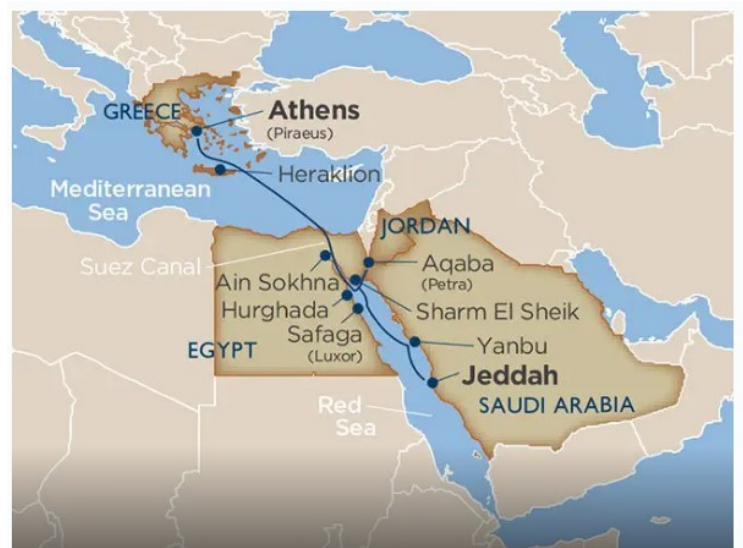 GREECE
Athens
(Piraeus)
Heraklion
Mediterranean
Sea
JORDAN
Suez Canal
Aqaba
(Petra)
Ain Sokhna
Sharm El Sheik
Hurghada
Safaga
(Luxor)
EGYPT
Yanbu
Jeddah
Red
Sea
SAUDI ARABIA